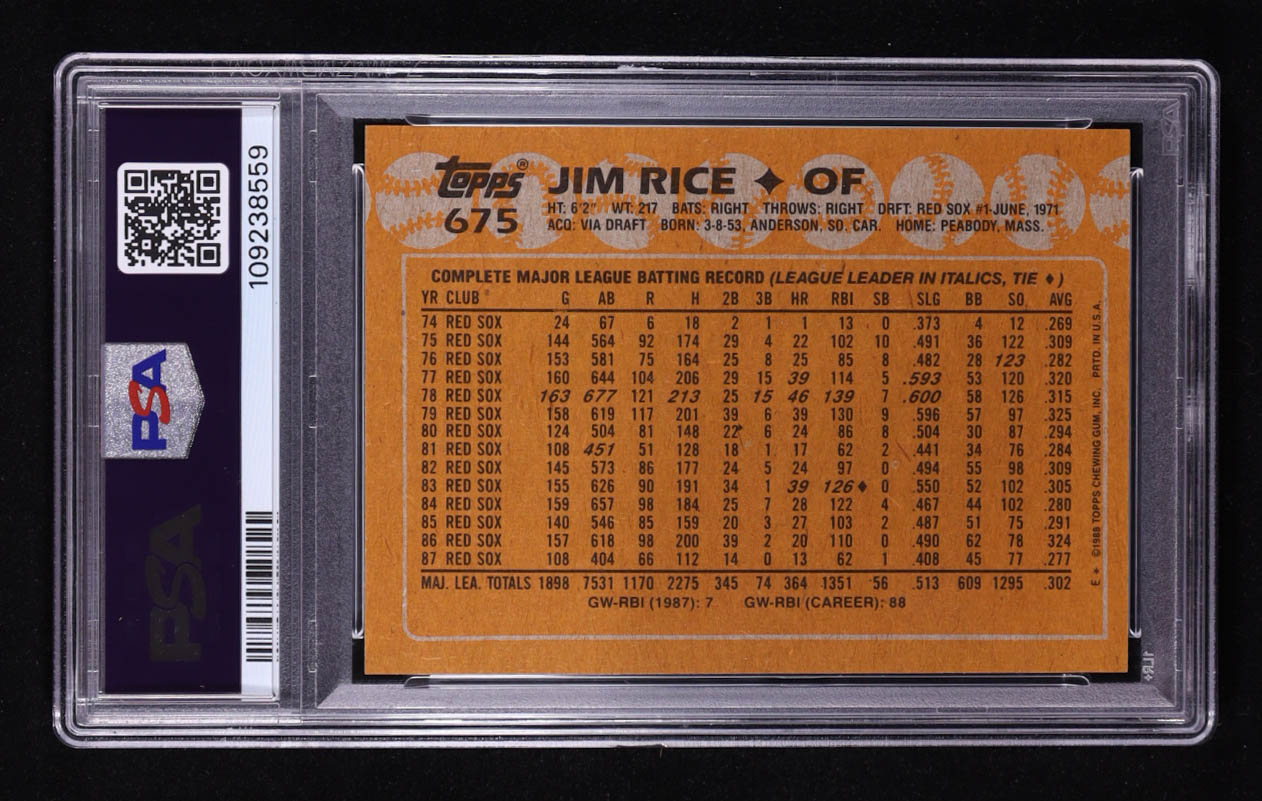 topps® JIM RICE ✦ OF
675 HT: 6'2" WT: 217 BATS: RIGHT THROWS: RIGHT DRFT: RED SOX #1-JUNE, 1971
ACQ: VIA DRAFT BORN: 3-8-53, ANDERSON, SO. CAR. HOME: PEABODY, MASS.
COMPLETE MAJOR LEAGUE BATTING RECORD (LEAGUE LEADER IN ITALICS, TIE ♦)
YR CLUB G AB R H 2B 3B HR RBI SB SLG BB SO AVG
74 RED SOX 24 67 6 18 2 1 1 13 0 .373 4 12 .269
75 RED SOX 144 564 92 174 29 4 22 102 10 .491 36 122 .309
76 RED SOX 153 581 75 164 25 8 25 85 8 .482 28 123 .282
77 RED SOX 160 644 104 206 29 15 39 114 5 .593 53 120 .320
78 RED SOX 163 677 121 213 25 15 46 139 7 .600 58 126 .315
79 RED SOX 158 619 117 201 39 6 39 130 9 .596 57 97 .325
80 RED SOX 124 504 81 148 22 6 24 86 8 .504 30 87 .294
81 RED SOX 108 451 51 128 18 1 17 62 2 .441 34 76 .284
82 RED SOX 145 573 86 177 24 5 24 97 0 .494 55 98 .309
83 RED SOX 155 626 90 191 34 1 39 126♦ 0 .550 52 102 .305
84 RED SOX 159 657 98 184 25 7 28 122 4 .467 44 102 .280
85 RED SOX 140 546 85 159 20 3 27 103 2 .487 51 75 .291
86 RED SOX 157 618 98 200 39 2 20 110 0 .490 62 78 .324
87 RED SOX 108 404 66 112 14 0 13 62 1 .408 45 77 .277
MAJ. LEA. TOTALS 1898 7531 1170 2275 345 74 364 1351 56 .513 609 1295 .302
GW-RBI (1987): 7 GW-RBI (CAREER): 88
E * ©1988 TOPPS CHEWING GUM, INC. PRTD. IN U.S.A.
109238559
PSA
PSA
PSA
1LR+